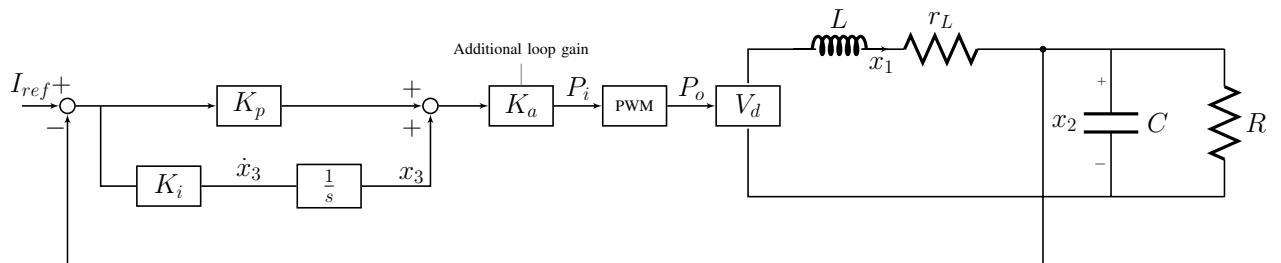 L
r_L
x_1
Additional loop gain
I_{ref}
+
−
K_p
+
+
K_a
P_i
PWM
P_o
V_d
+
x_2
C
−
R
K_i
\dot{x}_3
\frac{1}{s}
x_3